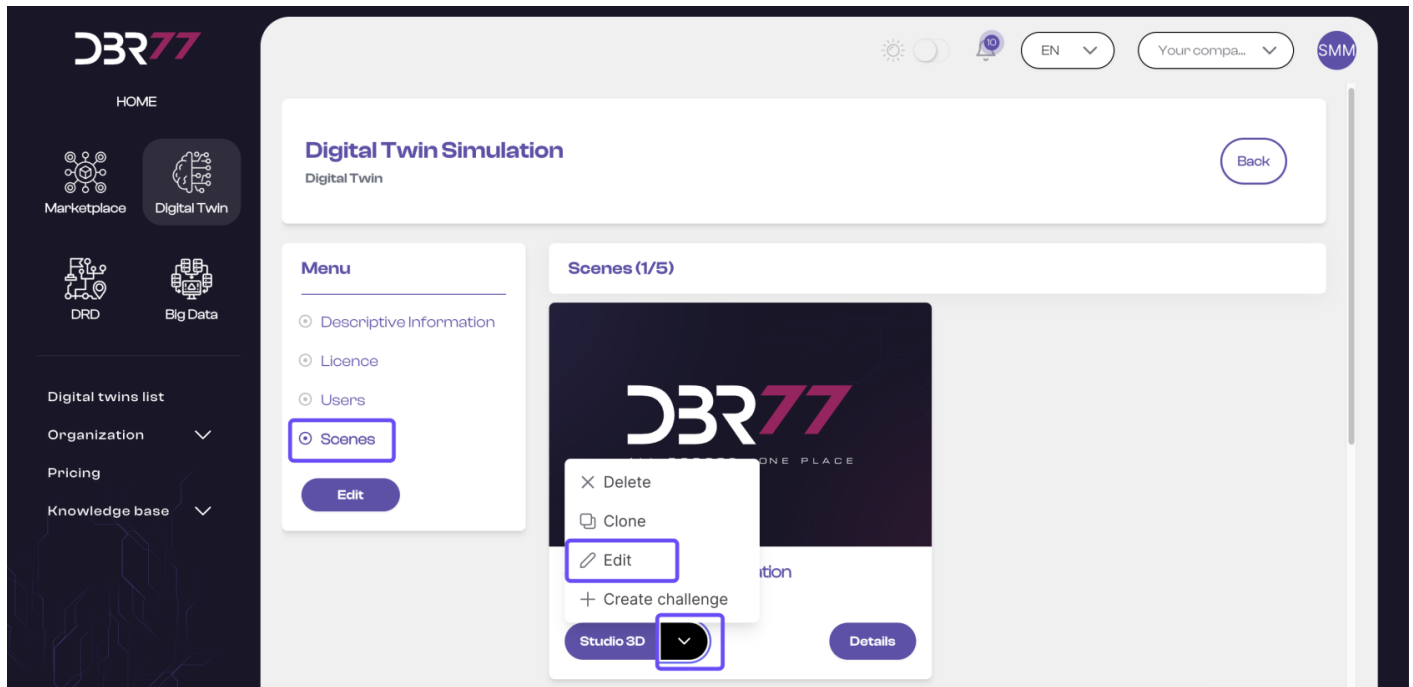 DBR77
HOME
Marketplace
Digital Twin
DRD
Big Data
Digital twins list
Organization
Pricing
Knowledge base
10
EN
Your compa...
SMM
Digital Twin Simulation
Digital Twin
Back
Menu
Descriptive Information
Licence
Users
Scenes
Edit
Scenes (1/5)
DBR77
ONE PLACE
Delete
Clone
Edit
Create challenge
ation
Studio 3D
Details